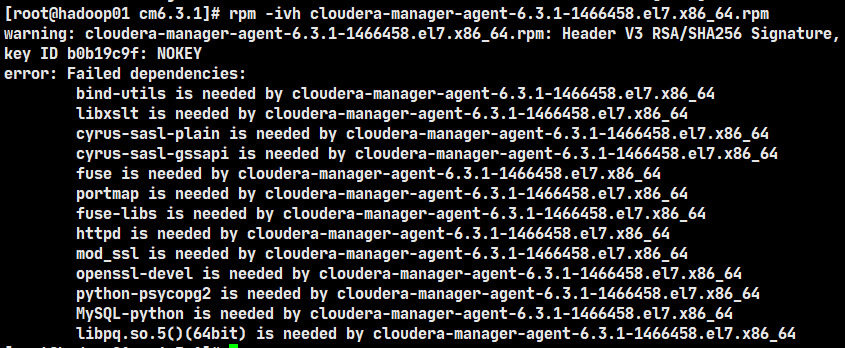 [root@hadoop01 cm6.3.1]# rpm -ivh cloudera-manager-agent-6.3.1-1466458.el7.x86_64.rpm
warning: cloudera-manager-agent-6.3.1-1466458.el7.x86_64.rpm: Header V3 RSA/SHA256 Signature,
key ID b0b19c9f: NOKEY
error: Failed dependencies:
bind-utils is needed by cloudera-manager-agent-6.3.1-1466458.el7.x86_64
libxslt is needed by cloudera-manager-agent-6.3.1-1466458.el7.x86_64
cyrus-sasl-plain is needed by cloudera-manager-agent-6.3.1-1466458.el7.x86_64
cyrus-sasl-gssapi is needed by cloudera-manager-agent-6.3.1-1466458.el7.x86_64
fuse is needed by cloudera-manager-agent-6.3.1-1466458.el7.x86_64
portmap is needed by cloudera-manager-agent-6.3.1-1466458.el7.x86_64
fuse-libs is needed by cloudera-manager-agent-6.3.1-1466458.el7.x86_64
httpd is needed by cloudera-manager-agent-6.3.1-1466458.el7.x86_64
mod_ssl is needed by cloudera-manager-agent-6.3.1-1466458.el7.x86_64
openssl-devel is needed by cloudera-manager-agent-6.3.1-1466458.el7.x86_64
python-psycopg2 is needed by cloudera-manager-agent-6.3.1-1466458.el7.x86_64
MySQL-python is needed by cloudera-manager-agent-6.3.1-1466458.el7.x86_64
libpq.so.5()(64bit) is needed by cloudera-manager-agent-6.3.1-1466458.el7.x86_64